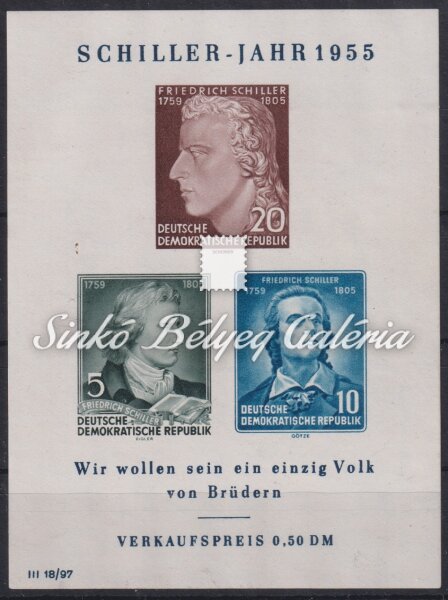 SCHILLER-JAHR 1955
FRIEDRICH SCHILLER
1759 1805
20
DEUTSCHE
DEMOKRATISCHE REPUBLIK
1759 1805
5
FRIEDRICH SCHILLER
DEUTSCHE
DEMOKRATISCHE REPUBLIK
EIGLER
FRIEDRICH SCHILLER
1759 1805
10
DEUTSCHE
DEMOKRATISCHE REPUBLIK
GÖTZE
Sinkó Bélyeg Galéria
Wir wollen sein ein einzig Volk
von Brüdern
VERKAUFSPREIS 0,50 DM
III 18/97